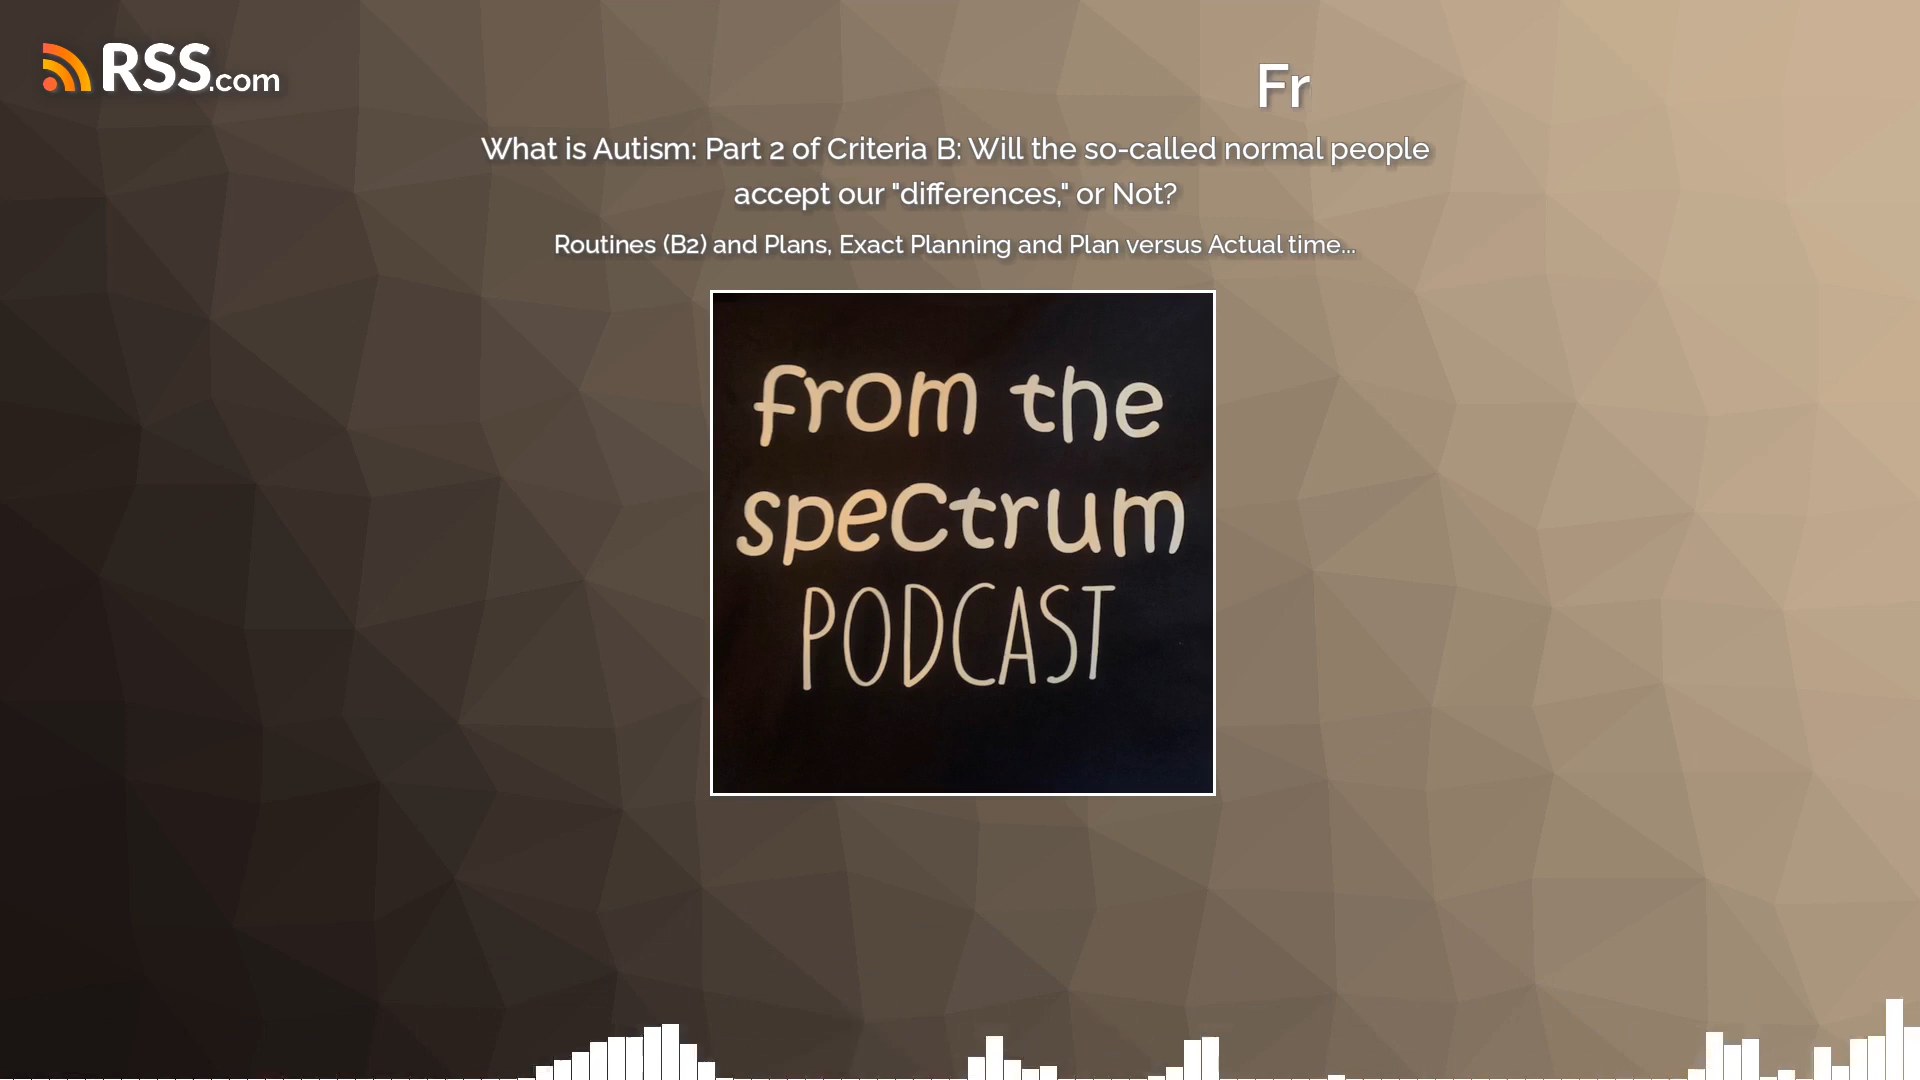 RSS.com
Fr
What is Autism: Part 2 of Criteria B: Will the so-called normal people
accept our "differences," or Not?
Routines (B2) and Plans, Exact Planning and Plan versus Actual time...
from the
spectrum
PODCAST